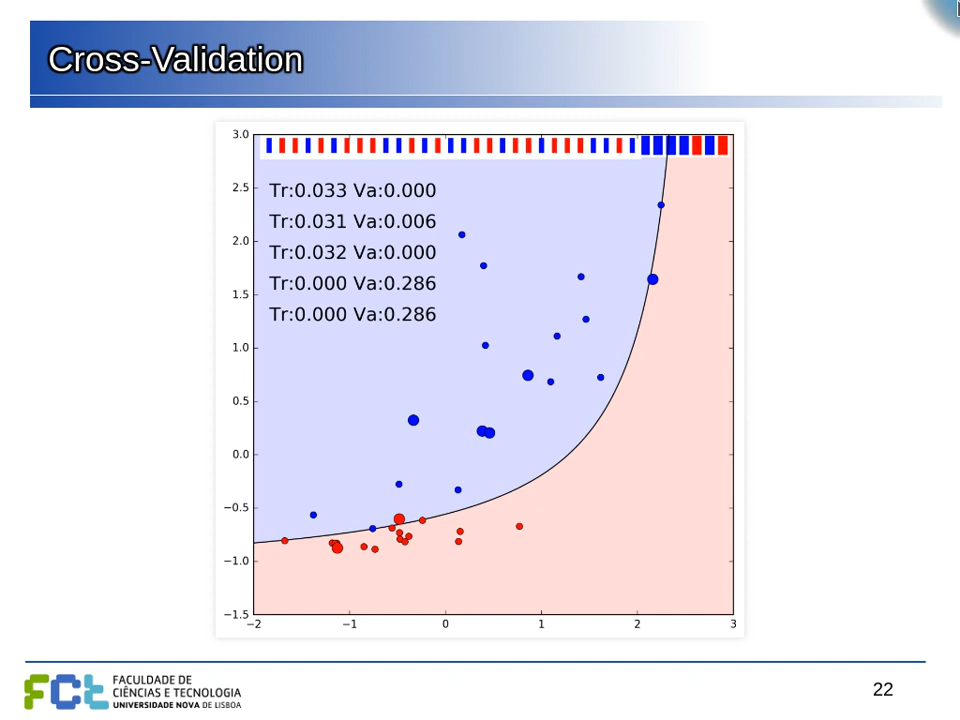 Cross-Validation
3.0
2.5
2.0
1.5
1.0
0.5
0.0
−0.5
−1.0
−1.5
Tr:0.033 Va:0.000
Tr:0.031 Va:0.006
Tr:0.032 Va:0.000
Tr:0.000 Va:0.286
Tr:0.000 Va:0.286
−2 −1 0 1 2 3
FCt
FACULDADE DE
CIÊNCIAS E TECNOLOGIA
UNIVERSIDADE NOVA DE LISBOA
22